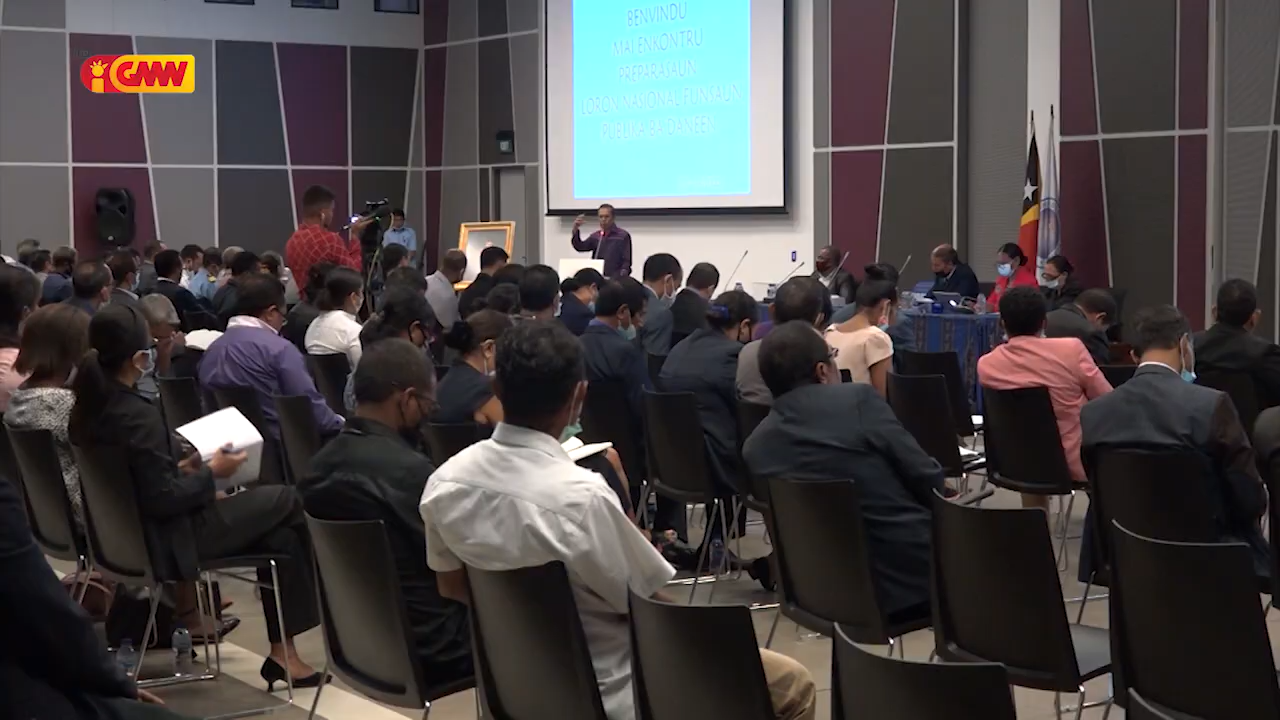 GMN
BENVINDU
MAI ENKONTRU
PREPARASAUN
LORON NASIONAL FUNSAUN
PUBLIKA BA DANEEN